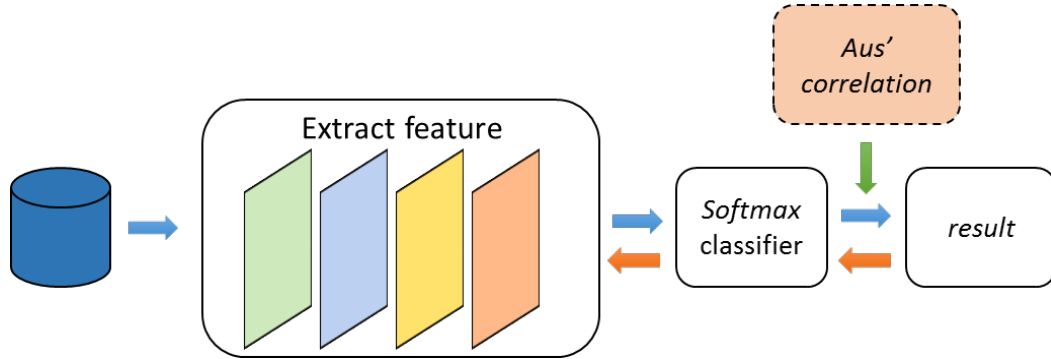 Aus’
correlation
Extract feature
Softmax
classifier
result